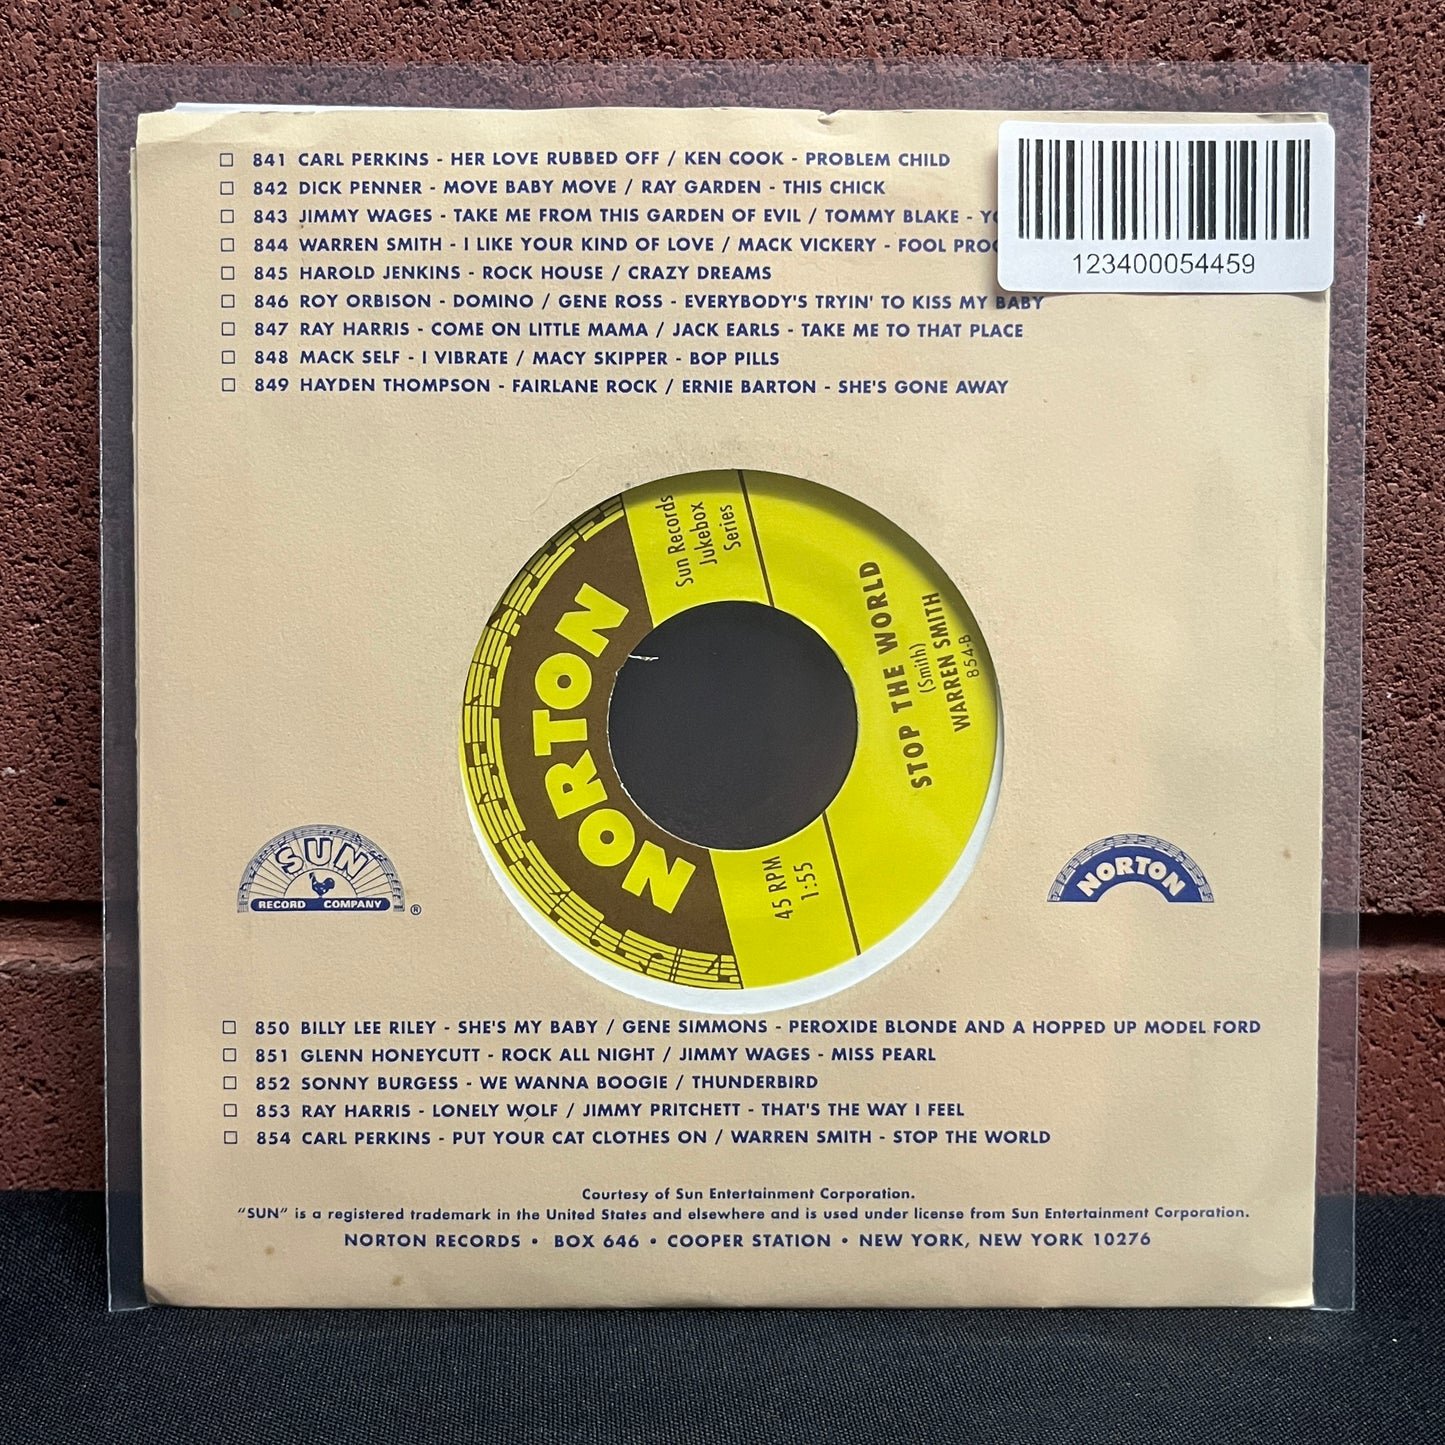 ☐ 841 CARL PERKINS - HER LOVE RUBBED OFF / KEN COOK - PROBLEM CHILD
☐ 842 DICK PENNER - MOVE BABY MOVE / RAY GARDEN - THIS CHICK
☐ 843 JIMMY WAGES - TAKE ME FROM THIS GARDEN OF EVIL / TOMMY BLAKE -
☐ 844 WARREN SMITH - I LIKE YOUR KIND OF LOVE / MACK VICKERY - FOOL
☐ 845 HAROLD JENKINS - ROCK HOUSE / CRAZY DREAMS
☐ 846 ROY ORBISON - DOMINO / GENE ROSS - EVERYBODY'S TRYIN' TO KISS MY BABY
☐ 847 RAY HARRIS - COME ON LITTLE MAMA / JACK EARLS - TAKE ME TO THAT PLACE
☐ 848 MACK SELF - I VIBRATE / MACY SKIPPER - BOP PILLS
☐ 849 HAYDEN THOMPSON - FAIRLANE ROCK / ERNIE BARTON - SHE'S GONE AWAY
123400054459
NORTON
Sun Records
Jukebox
Series
STOP THE WORLD
(Smith)
WARREN SMITH
854-B
45 RPM
1:55
SUN
RECORD COMPANY
®
NORTON
☐ 850 BILLY LEE RILEY - SHE'S MY BABY / GENE SIMMONS - PEROXIDE BLONDE AND A HOPPED UP MODEL FORD
☐ 851 GLENN HONEYCUTT - ROCK ALL NIGHT / JIMMY WAGES - MISS PEARL
☐ 852 SONNY BURGESS - WE WANNA BOOGIE / THUNDERBIRD
☐ 853 RAY HARRIS - LONELY WOLF / JIMMY PRITCHETT - THAT'S THE WAY I FEEL
☐ 854 CARL PERKINS - PUT YOUR CAT CLOTHES ON / WARREN SMITH - STOP THE WORLD
Courtesy of Sun Entertainment Corporation.
"SUN" is a registered trademark in the United States and elsewhere and is used under license from Sun Entertainment Corporation.
NORTON RECORDS • BOX 646 • COOPER STATION • NEW YORK, NEW YORK 10276